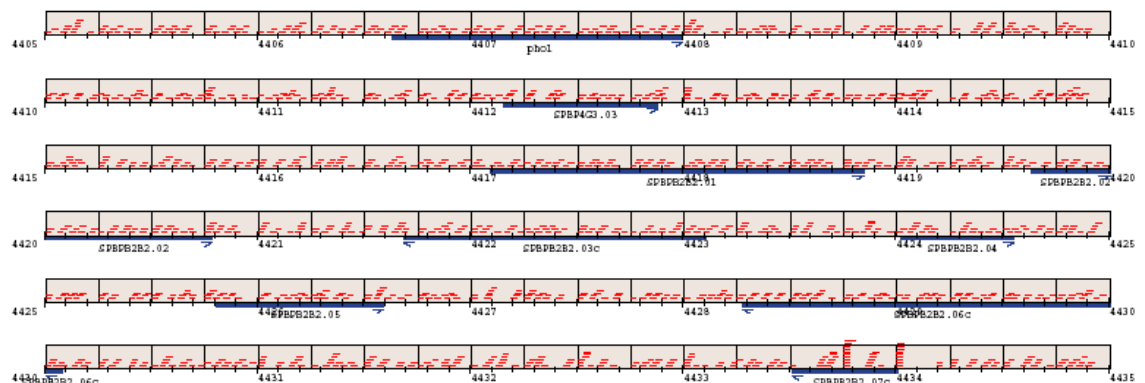 4405 4406 4407 4408 4409 4410
pho1
4410 4411 4412 4413 4414 4415
SPBP4G3.03
4415 4416 4417 4418 4419 4420
SPBPB2B2.01 SPBPB2B2.02
4420 4421 4422 4423 4424 4425
SPBPB2B2.02 SPBPB2B2.03c SPBPB2B2.04
4425 4426 4427 4428 4429 4430
SPBPB2B2.05 SPBPB2B2.06c
4430 4431 4432 4433 4434 4435
SPBPB2B2.06c SPBPB2B2.07c